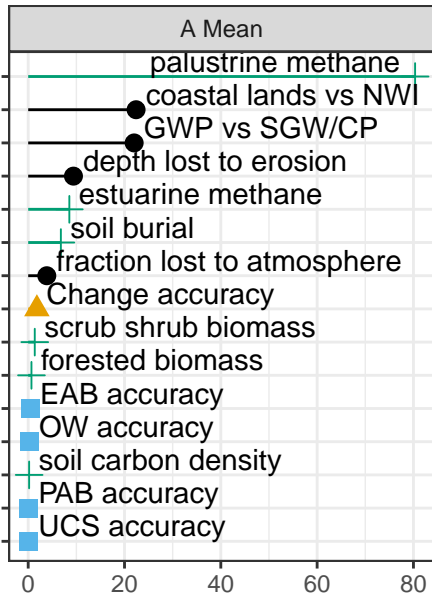 A Mean
palustrine methane
coastal lands vs NWI
GWP vs SGW/CP
depth lost to erosion
estuarine methane
soil burial
fraction lost to atmosphere
Change accuracy
scrub shrub biomass
forested biomass
EAB accuracy
OW accuracy
soil carbon density
PAB accuracy
UCS accuracy
0 20 40 60 80